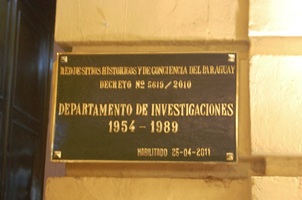 RED DE SITIOS HISTORICOS Y DE CONCIENCIA DEL PARAGUAY
DECRETO Nº 5619/2010
DEPARTAMENTO DE INVESTIGACIONES
1954 - 1989
HABILITADO 25-04-2011